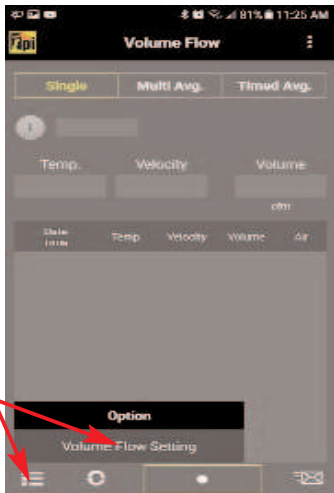 81% 11:25 AM
TPI Volume Flow
Single Multi Avg. Timed Avg.
Temp. Velocity Volume
cfm
Date Time Temp Velocity Volume Air
Option
Volume Flow Setting